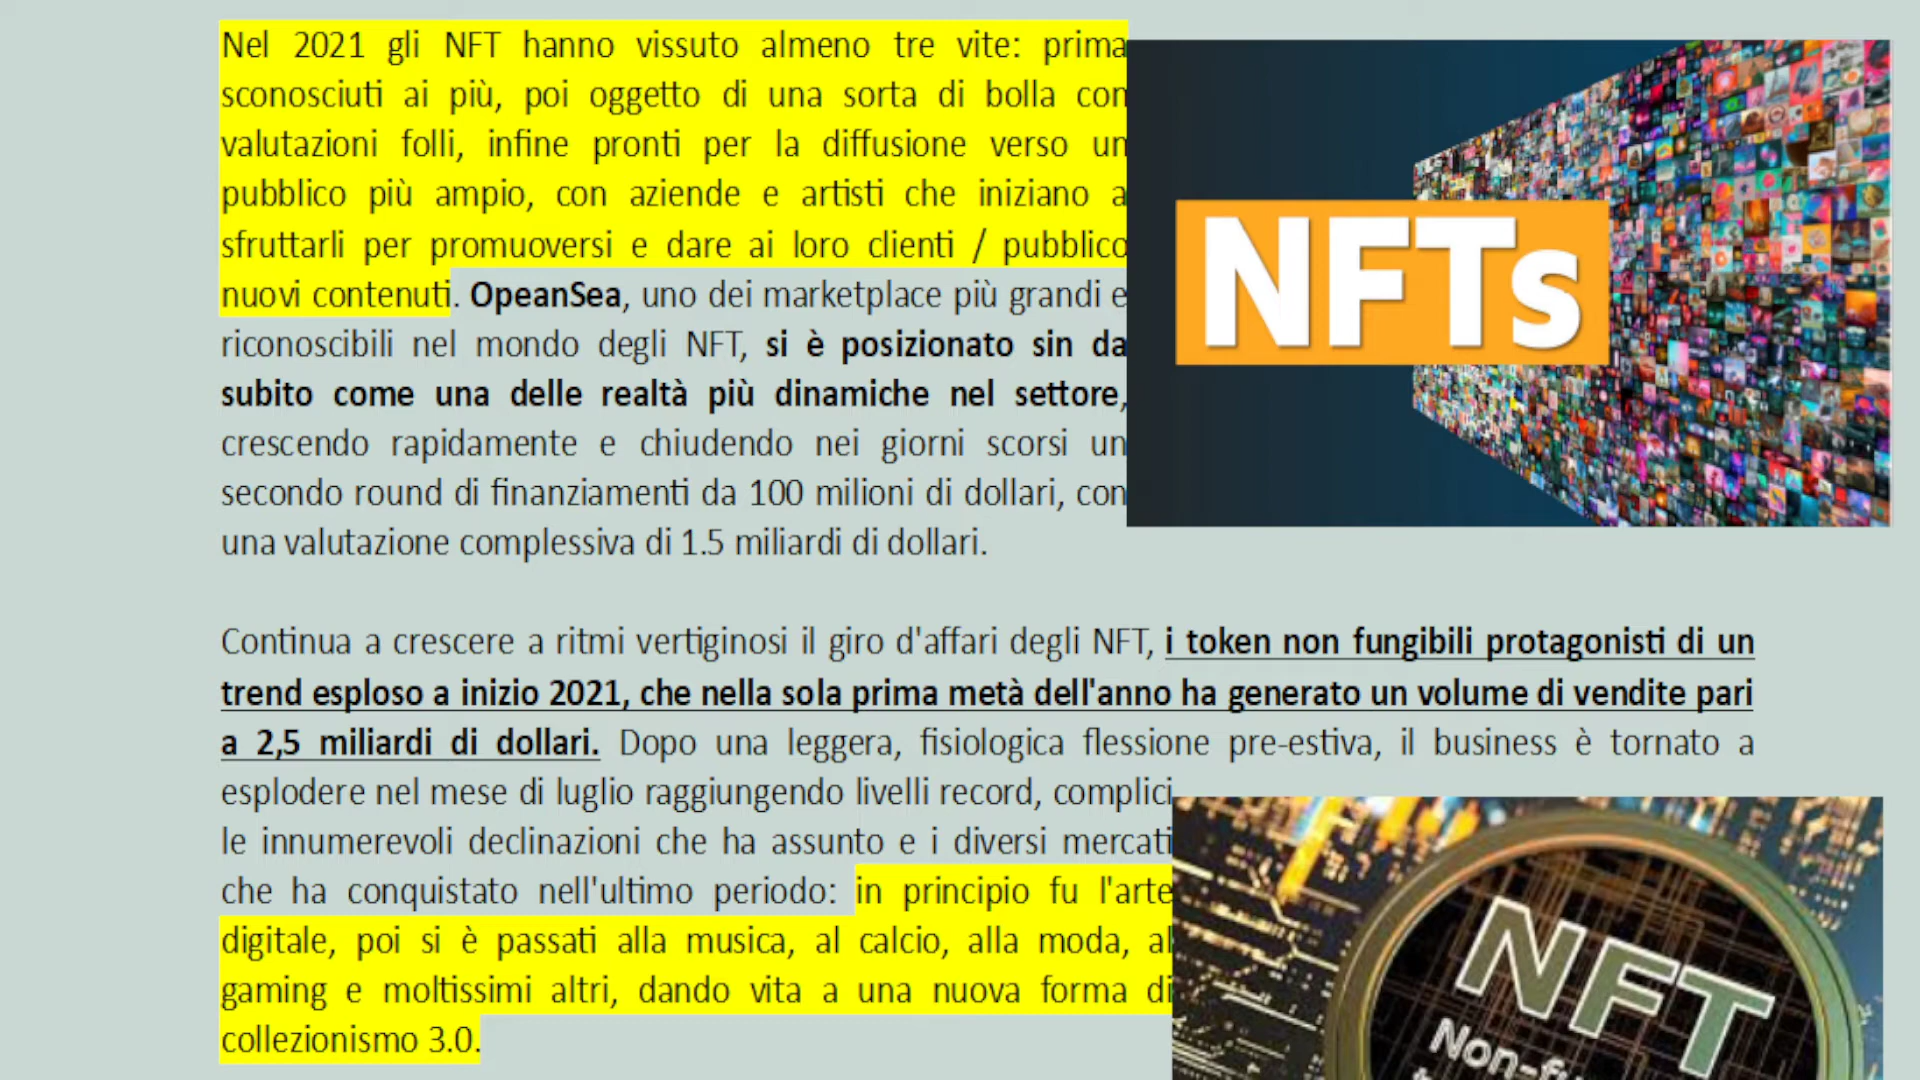 Nel 2021 gli NFT hanno vissuto almeno tre vite: prima
sconosciuti ai più, poi oggetto di una sorta di bolla con
valutazioni folli, infine pronti per la diffusione verso un
pubblico più ampio, con aziende e artisti che iniziano a
sfruttarli per promuoversi e dare ai loro clienti / pubblico
nuovi contenuti. OpeanSea, uno dei marketplace più grandi e
riconoscibili nel mondo degli NFT, si è posizionato sin da
subito come una delle realtà più dinamiche nel settore,
crescendo rapidamente e chiudendo nei giorni scorsi un
secondo round di finanziamenti da 100 milioni di dollari, con
una valutazione complessiva di 1.5 miliardi di dollari.
NFTs
Continua a crescere a ritmi vertiginosi il giro d'affari degli NFT, i token non fungibili protagonisti di un
trend esploso a inizio 2021, che nella sola prima metà dell'anno ha generato un volume di vendite pari
a 2,5 miliardi di dollari. Dopo una leggera, fisiologica flessione pre-estiva, il business è tornato a
esplodere nel mese di luglio raggiungendo livelli record, complici
le innumerevoli declinazioni che ha assunto e i diversi mercati
che ha conquistato nell'ultimo periodo: in principio fu l'arte
digitale, poi si è passati alla musica, al calcio, alla moda, al
gaming e moltissimi altri, dando vita a una nuova forma di
collezionismo 3.0.
NFT